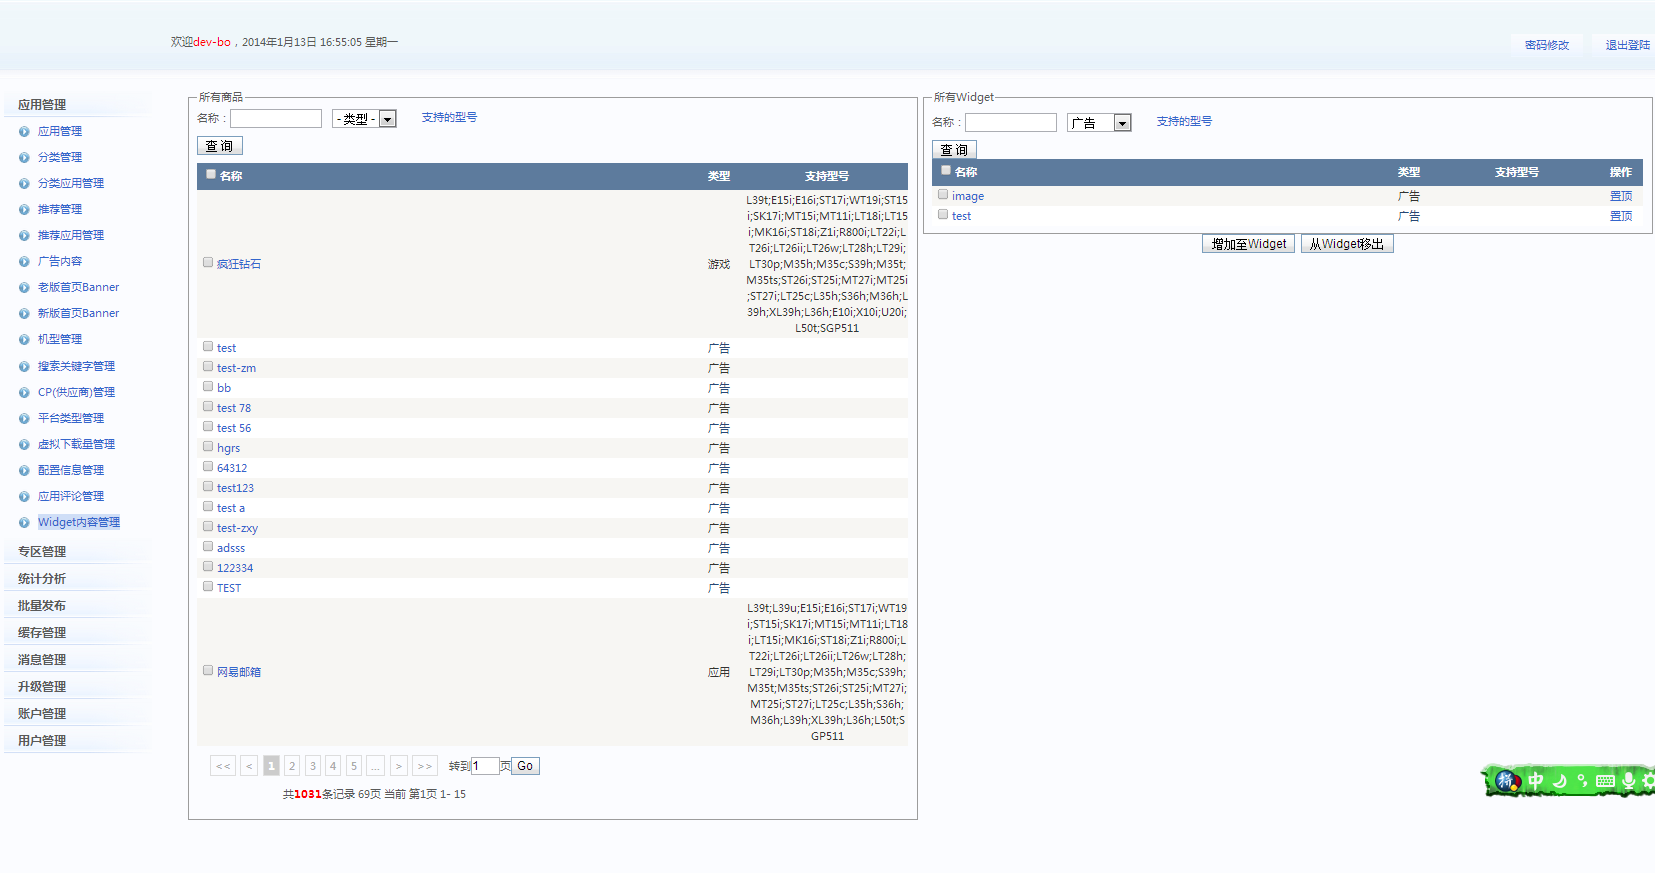 欢迎dev-bo，2014年1月13日 16:55:05 星期一
密码修改 退出登陆
应用管理
应用管理
分类管理
分类应用管理
推荐管理
推荐应用管理
广告内容
老版首页Banner
新版首页Banner
机型管理
搜索关键字管理
CP(供应商)管理
平台类型管理
虚拟下载量管理
配置信息管理
应用评论管理
Widget内容管理
专区管理
统计分析
批量发布
缓存管理
消息管理
升级管理
账户管理
用户管理
所有商品
名称： - 类型 - 支持的型号
查 询
名称 类型 支持型号
疯狂钻石 游戏
L39t;E15i;E16i;ST17i;WT19i;ST15
i;SK17i;MT15i;MT11i;LT18i;LT15
i;MK16i;ST18i;Z1i;R800i;LT22i;L
T26i;LT26ii;LT26w;LT28h;LT29i;
LT30p;M35h;M35c;S39h;M35t;
M35ts;ST26i;ST25i;MT27i;MT25i
;ST27i;LT25c;L35h;S36h;M36h;L
39h;XL39h;L36h;E10i;X10i;U20i;
L50t;SGP511
test 广告
test-zm 广告
bb 广告
test 78 广告
test 56 广告
hgrs 广告
64312 广告
test123 广告
test a 广告
test-zxy 广告
adsss 广告
122334 广告
TEST 广告
网易邮箱 应用
L39t;L39u;E15i;E16i;ST17i;WT19
i;ST15i;SK17i;MT15i;MT11i;LT18
i;LT15i;MK16i;ST18i;Z1i;R800i;L
T22i;LT26i;LT26ii;LT26w;LT28h;
LT29i;LT30p;M35h;M35c;S39h;
M35t;M35ts;ST26i;ST25i;MT27i;
MT25i;ST27i;LT25c;L35h;S36h;
M36h;L39h;XL39h;L36h;L50t;S
GP511
<< < 1 2 3 4 5 ... > >> 转到1页Go
共1031条记录 69页 当前 第1页 1- 15
所有Widget
名称： 广告 支持的型号
查 询
名称 类型 支持型号 操作
image 广告 置顶
test 广告 置顶
增加至Widget 从Widget移出
拼 中